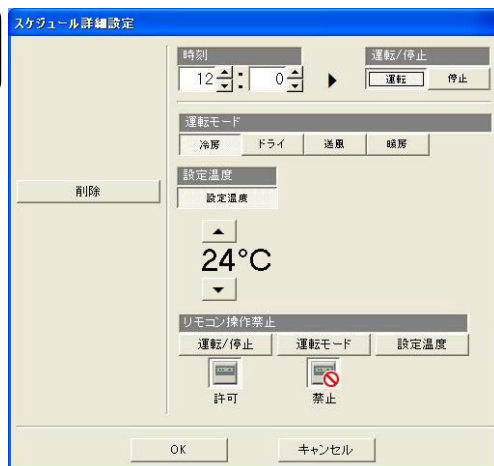 スケジュール詳細設定
時刻
運転/停止
12 : 0
運転 停止
運転モード
冷房 ドライ 送風 暖房
削除
設定温度
設定温度
24°C
リモコン操作禁止
運転/停止 運転モード 設定温度
許可 禁止
OK キャンセル